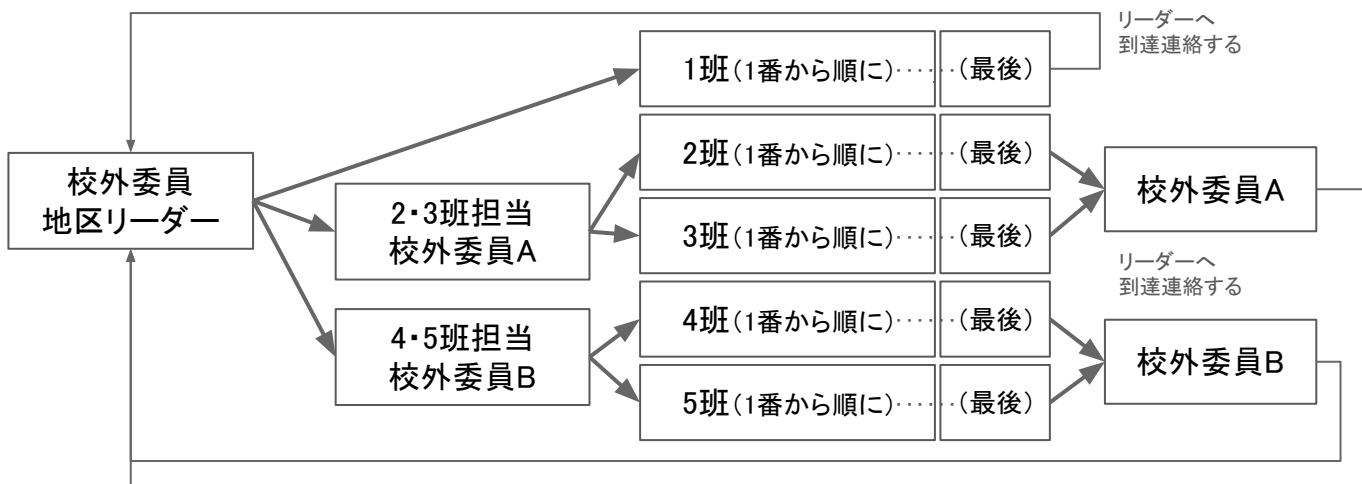 リーダーへ
到達連絡する
1班(1番から順に)‥‥‥(最後)
2班(1番から順に)‥‥‥(最後)
校外委員
地区リーダー
2・3班担当
校外委員A
校外委員A
3班(1番から順に)‥‥‥(最後)
リーダーへ
到達連絡する
4・5班担当
校外委員B
4班(1番から順に)‥‥‥(最後)
校外委員B
5班(1番から順に)‥‥‥(最後)